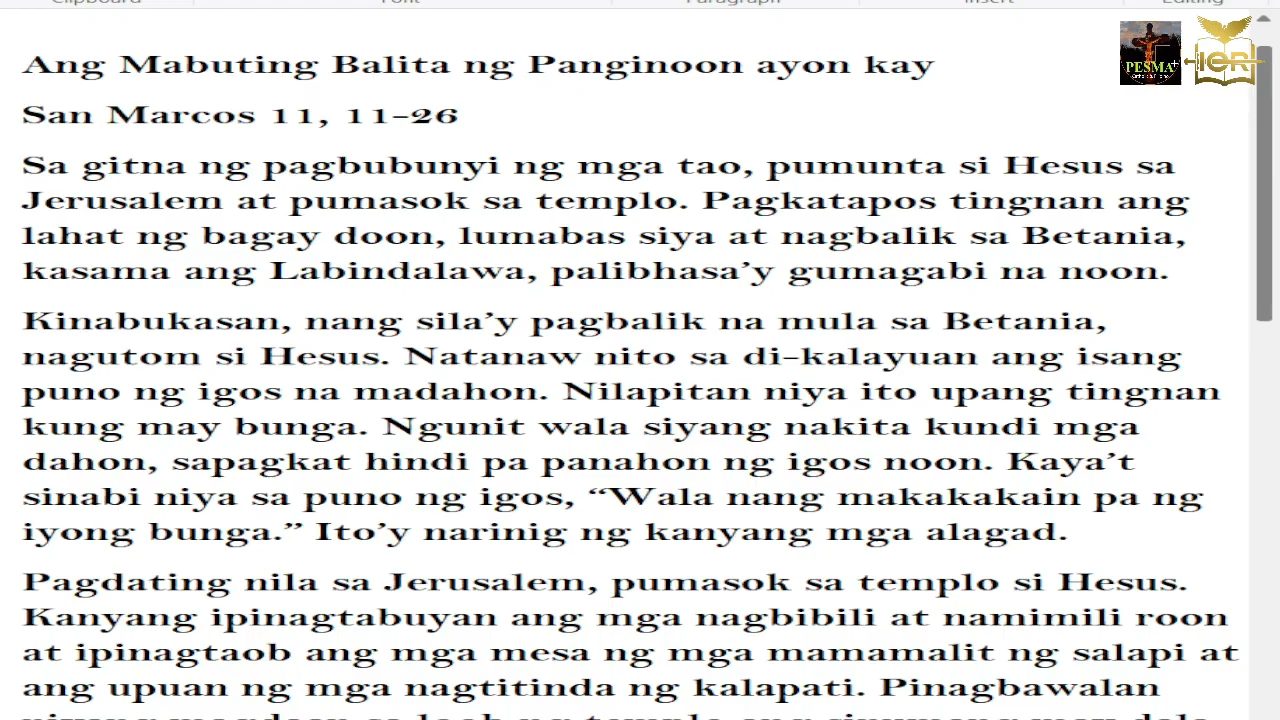 Clipboard Font Paragraph Insert Editing
PESMA
IGR
Ang Mabuting Balita ng Panginoon ayon kay
San Marcos 11, 11-26
Sa gitna ng pagbubunyi ng mga tao, pumunta si Hesus sa
Jerusalem at pumasok sa templo. Pagkatapos tingnan ang
lahat ng bagay doon, lumabas siya at nagbalik sa Betania,
kasama ang Labindalawa, palibhasa’y gumagabi na noon.
Kinabukasan, nang sila’y pagbalik na mula sa Betania,
nagutom si Hesus. Natanaw nito sa di-kalayuan ang isang
puno ng igos na madahon. Nilapitan niya ito upang tingnan
kung may bunga. Ngunit wala siyang nakita kundi mga
dahon, sapagkat hindi pa panahon ng igos noon. Kaya’t
sinabi niya sa puno ng igos, “Wala nang makakakain pa ng
iyong bunga.” Ito’y narinig ng kanyang mga alagad.
Pagdating nila sa Jerusalem, pumasok sa templo si Hesus.
Kanyang ipinagtabuyan ang mga nagbibili at namimili roon
at ipinagtaob ang mga mesa ng mga mamamalit ng salapi at
ang upuan ng mga nagtitinda ng kalapati. Pinagbawalan